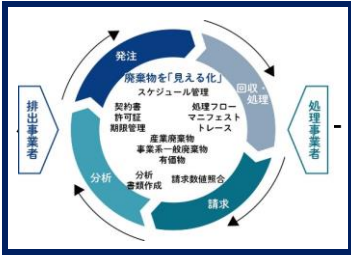 発注
廃棄物を「見える化」
スケジュール管理
回収・
処理
契約書
許可証
期限管理
処理フロー
マニフェスト
トレース
産業廃棄物
事業系一般廃棄物
有価物
分析
書類作成
請求数値照合
分析
請求
排出事業者
処理事業者